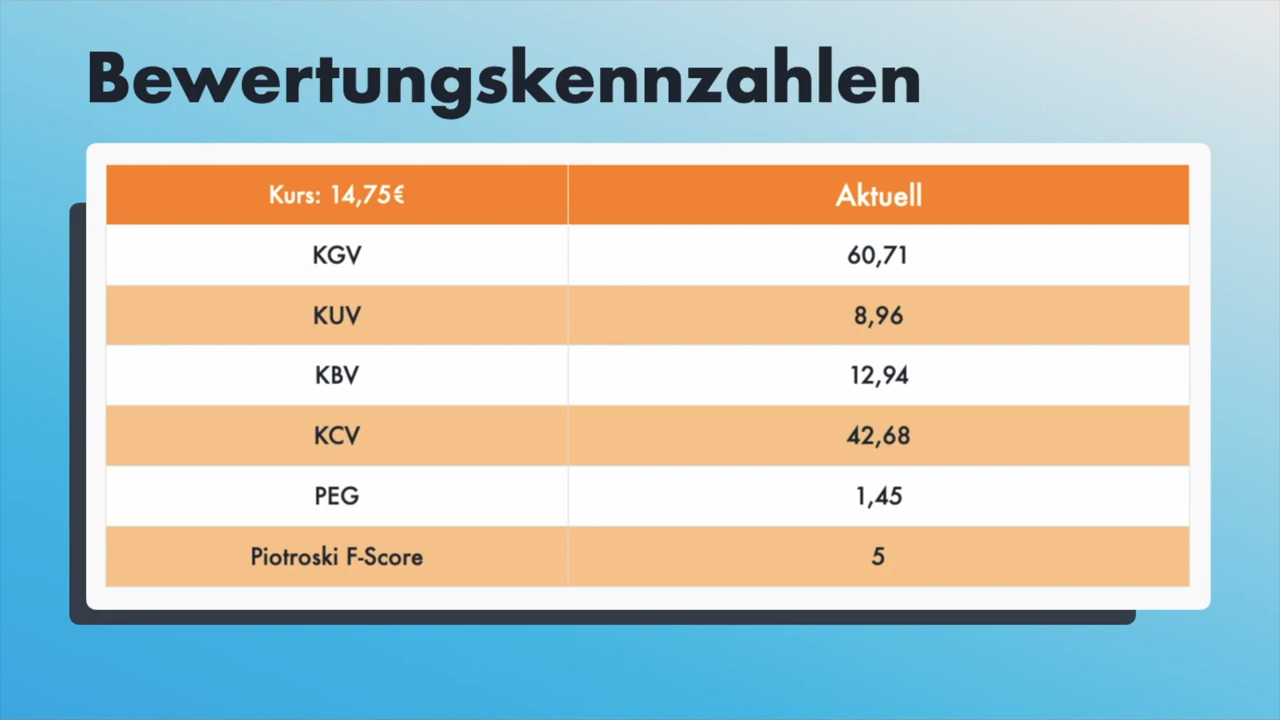 Bewertungskennzahlen
Kurs: 14,75€ Aktuell
KGV 60,71
KUV 8,96
KBV 12,94
KCV 42,68
PEG 1,45
Piotroski F-Score 5